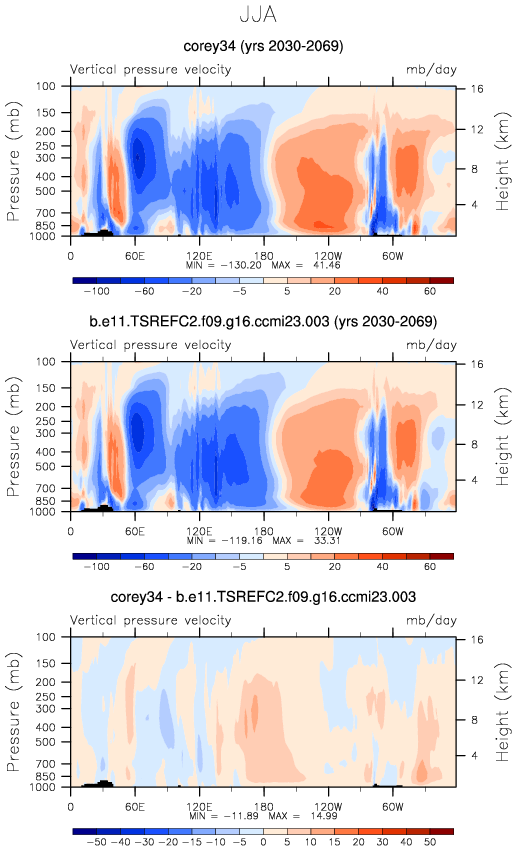 JJA
corey34 (yrs 2030-2069)
Vertical pressure velocity mb/day
Pressure (mb)
100
150
200
250
300
400
500
700
850
1000
16
12
8
4
Height (km)
0 60E 120E 180 120W 60W
MIN = -130.20 MAX = 41.46
-100 -60 -20 -5 5 20 40 60
b.e11.TSREFC2.f09.g16.ccmi23.003 (yrs 2030-2069)
Vertical pressure velocity mb/day
Pressure (mb)
100
150
200
250
300
400
500
700
850
1000
16
12
8
4
Height (km)
0 60E 120E 180 120W 60W
MIN = -119.16 MAX = 33.31
-100 -60 -20 -5 5 20 40 60
corey34 - b.e11.TSREFC2.f09.g16.ccmi23.003
Vertical pressure velocity mb/day
Pressure (mb)
100
150
200
250
300
400
500
700
850
1000
16
12
8
4
Height (km)
0 60E 120E 180 120W 60W
MIN = -11.89 MAX = 14.99
-50 -40 -30 -20 -15 -10 -5 0 5 10 15 20 30 40 50